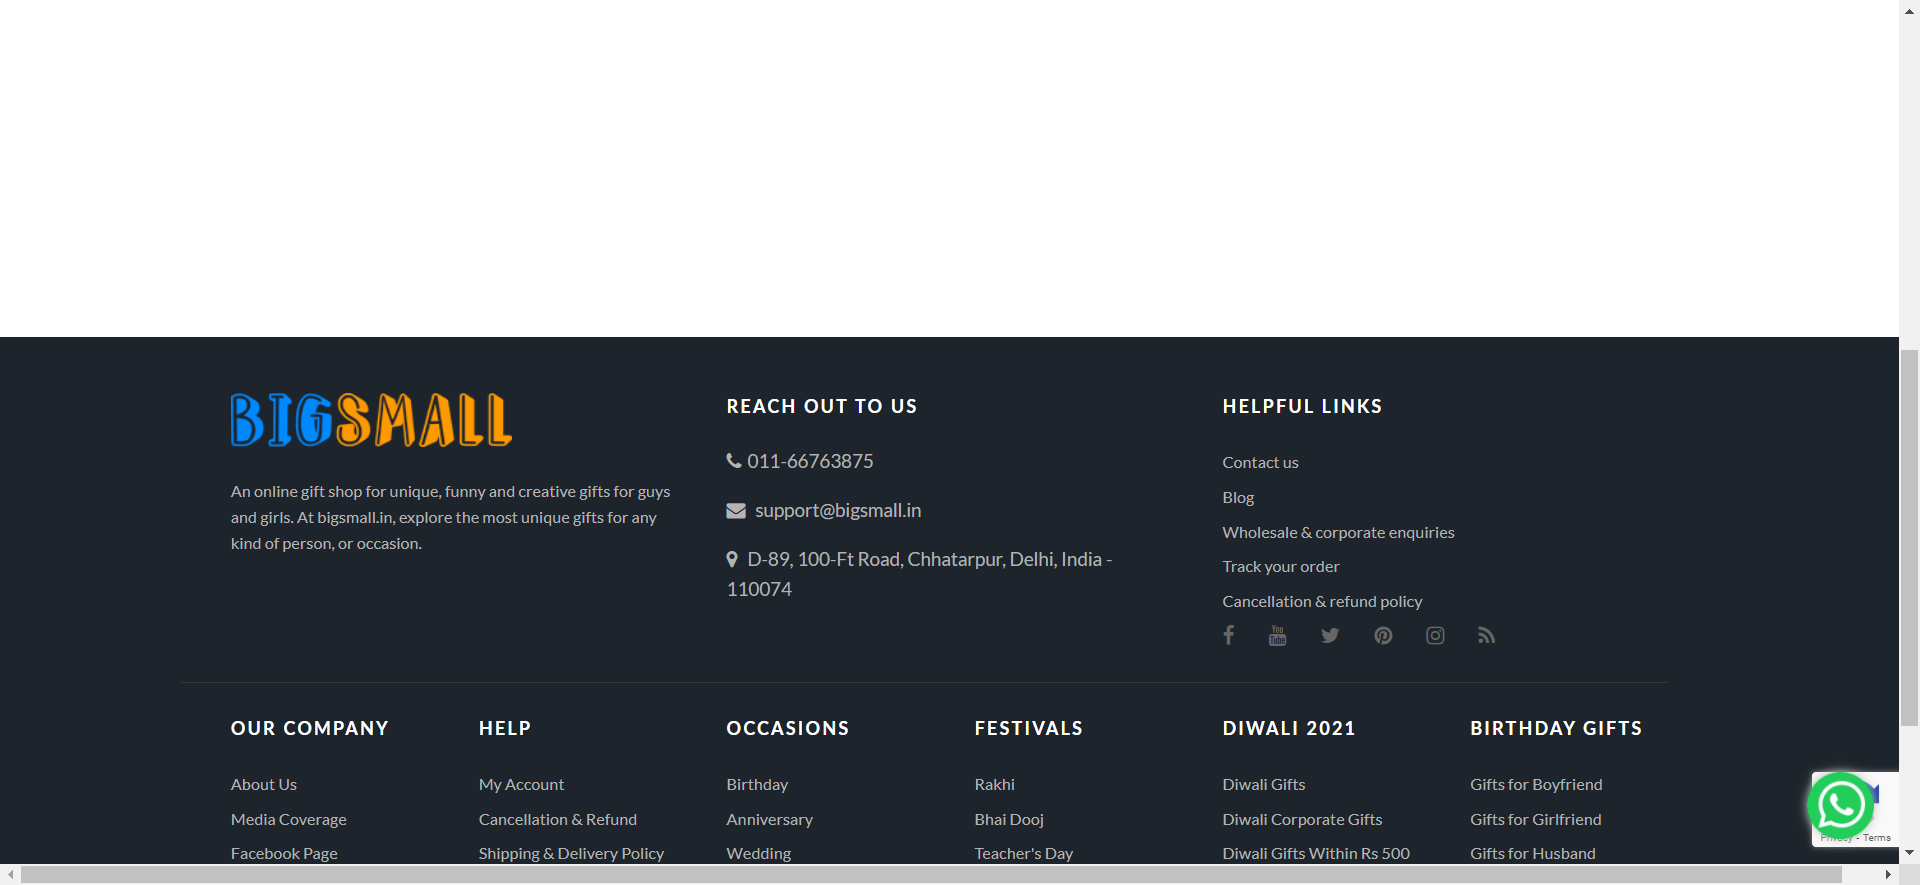 BIGSMALL
An online gift shop for unique, funny and creative gifts for guys
and girls. At bigsmall.in, explore the most unique gifts for any
kind of person, or occasion.
REACH OUT TO US
011-66763875
support@bigsmall.in
D-89, 100-Ft Road, Chhatarpur, Delhi, India -
110074
HELPFUL LINKS
Contact us
Blog
Wholesale & corporate enquiries
Track your order
Cancellation & refund policy
You
Tube
OUR COMPANY
About Us
Media Coverage
Facebook Page
HELP
My Account
Cancellation & Refund
Shipping & Delivery Policy
OCCASIONS
Birthday
Anniversary
Wedding
FESTIVALS
Rakhi
Bhai Dooj
Teacher's Day
DIWALI 2021
Diwali Gifts
Diwali Corporate Gifts
Diwali Gifts Within Rs 500
BIRTHDAY GIFTS
Gifts for Boyfriend
Gifts for Girlfriend
Gifts for Husband
Privacy - Terms